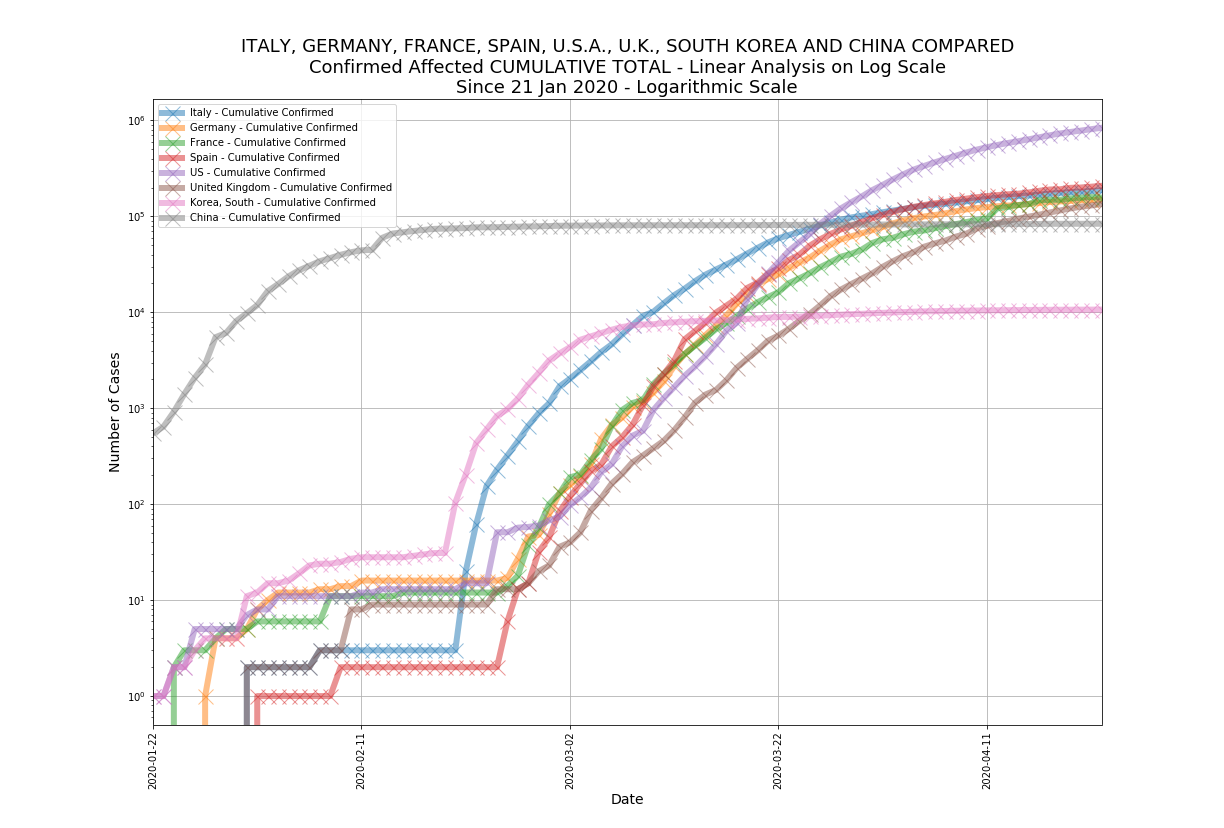 ITALY, GERMANY, FRANCE, SPAIN, U.S.A., U.K., SOUTH KOREA AND CHINA COMPARED
Confirmed Affected CUMULATIVE TOTAL - Linear Analysis on Log Scale
Since 21 Jan 2020 - Logarithmic Scale
Italy - Cumulative Confirmed
Germany - Cumulative Confirmed
France - Cumulative Confirmed
Spain - Cumulative Confirmed
US - Cumulative Confirmed
United Kingdom - Cumulative Confirmed
Korea, South - Cumulative Confirmed
China - Cumulative Confirmed
Number of Cases
10⁶
10⁵
10⁴
10³
10²
10¹
10⁰
2020-01-22
2020-02-11
2020-03-02
2020-03-22
2020-04-11
Date